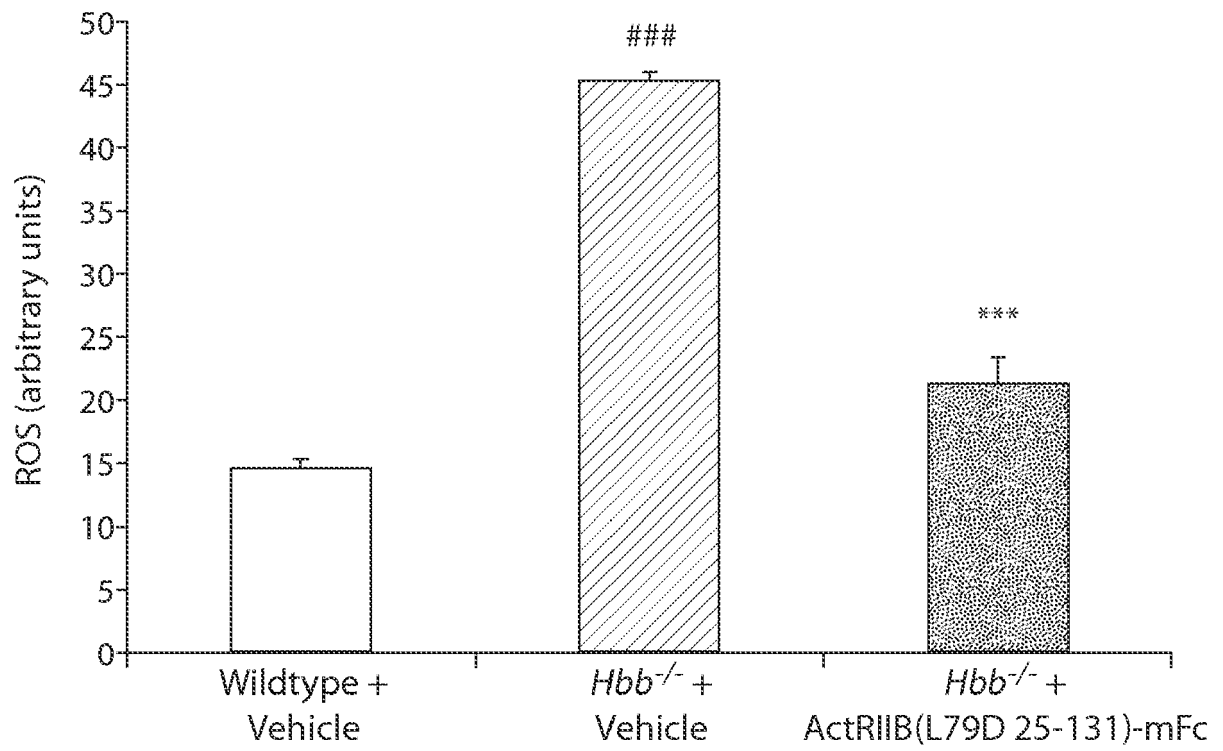 ROS (arbitrary units)
50
45
40
35
30
25
20
15
10
5
0
###
***
Wildtype +
Vehicle
Hbb-/- +
Vehicle
Hbb-/- +
ActRIIB(L79D 25-131)-mFc